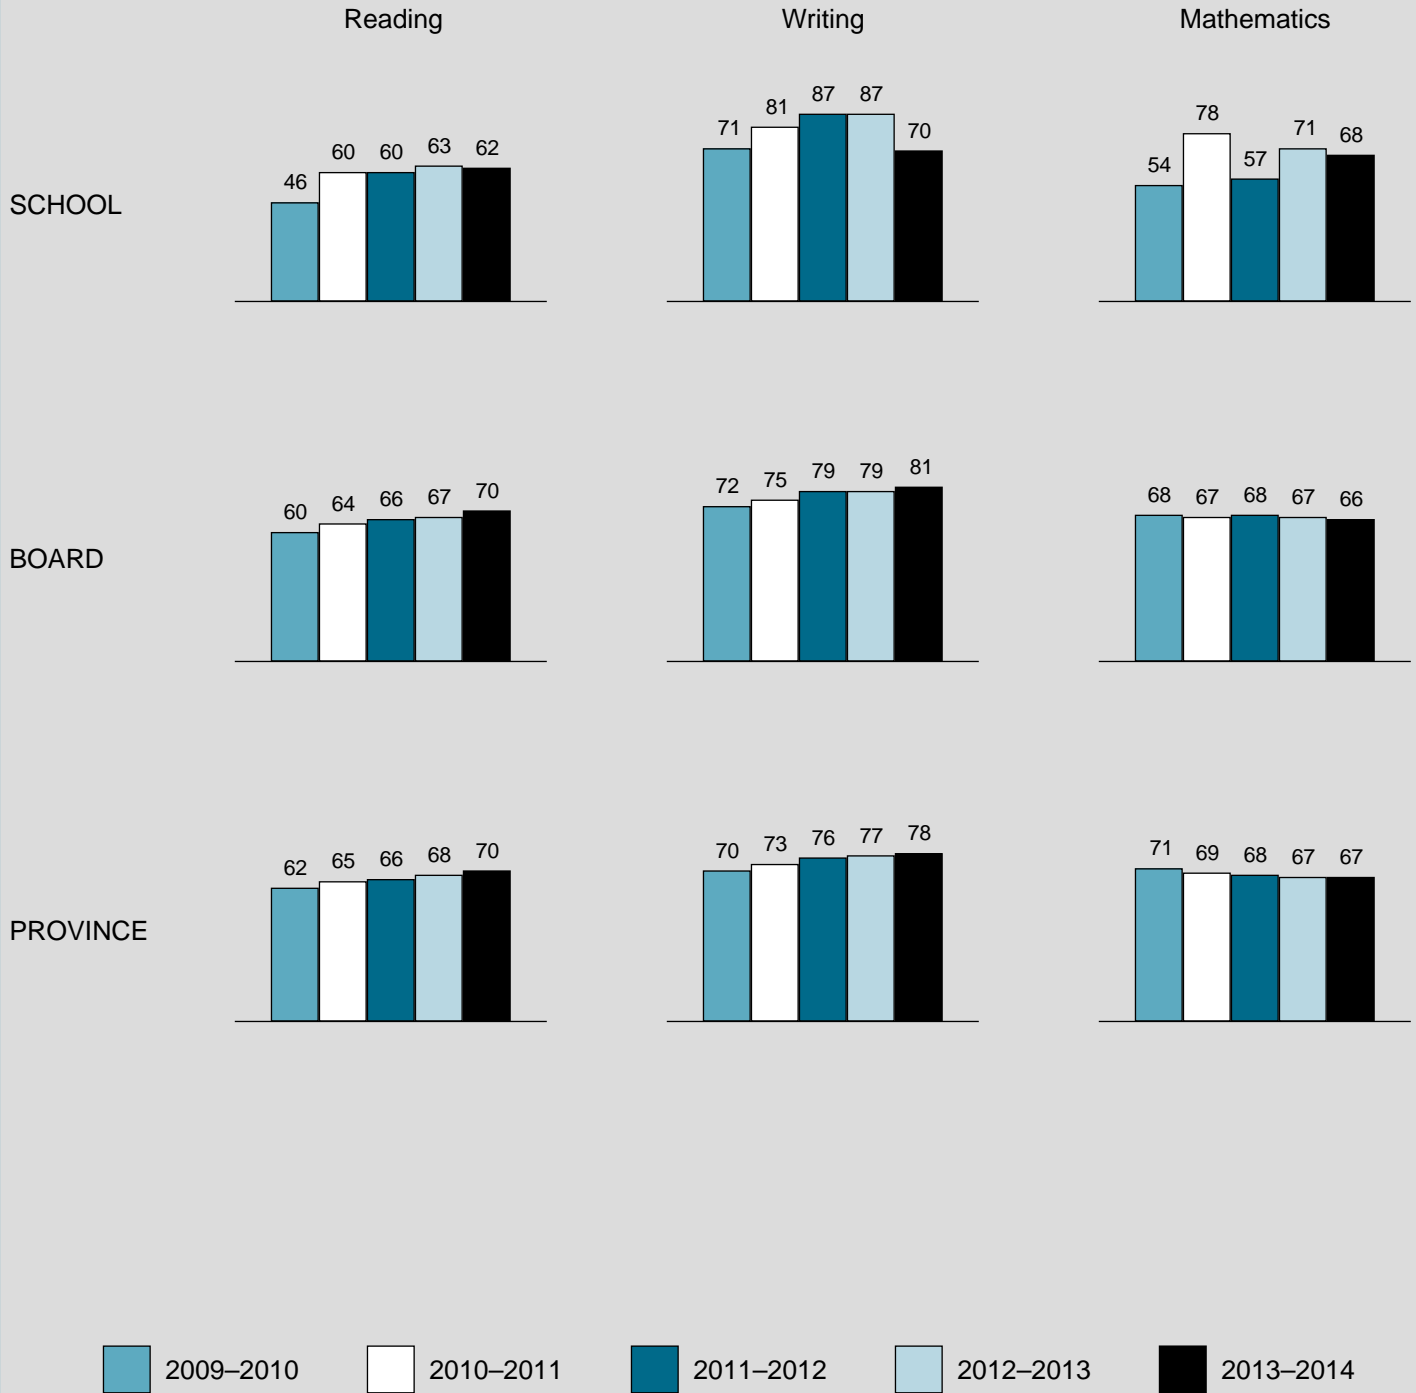 Reading Writing Mathematics
SCHOOL
46 60 60 63 62
71 81 87 87 70
54 78 57 71 68
BOARD
60 64 66 67 70
72 75 79 79 81
68 67 68 67 66
PROVINCE
62 65 66 68 70
70 73 76 77 78
71 69 68 67 67
2009–2010 2010–2011 2011–2012 2012–2013 2013–2014